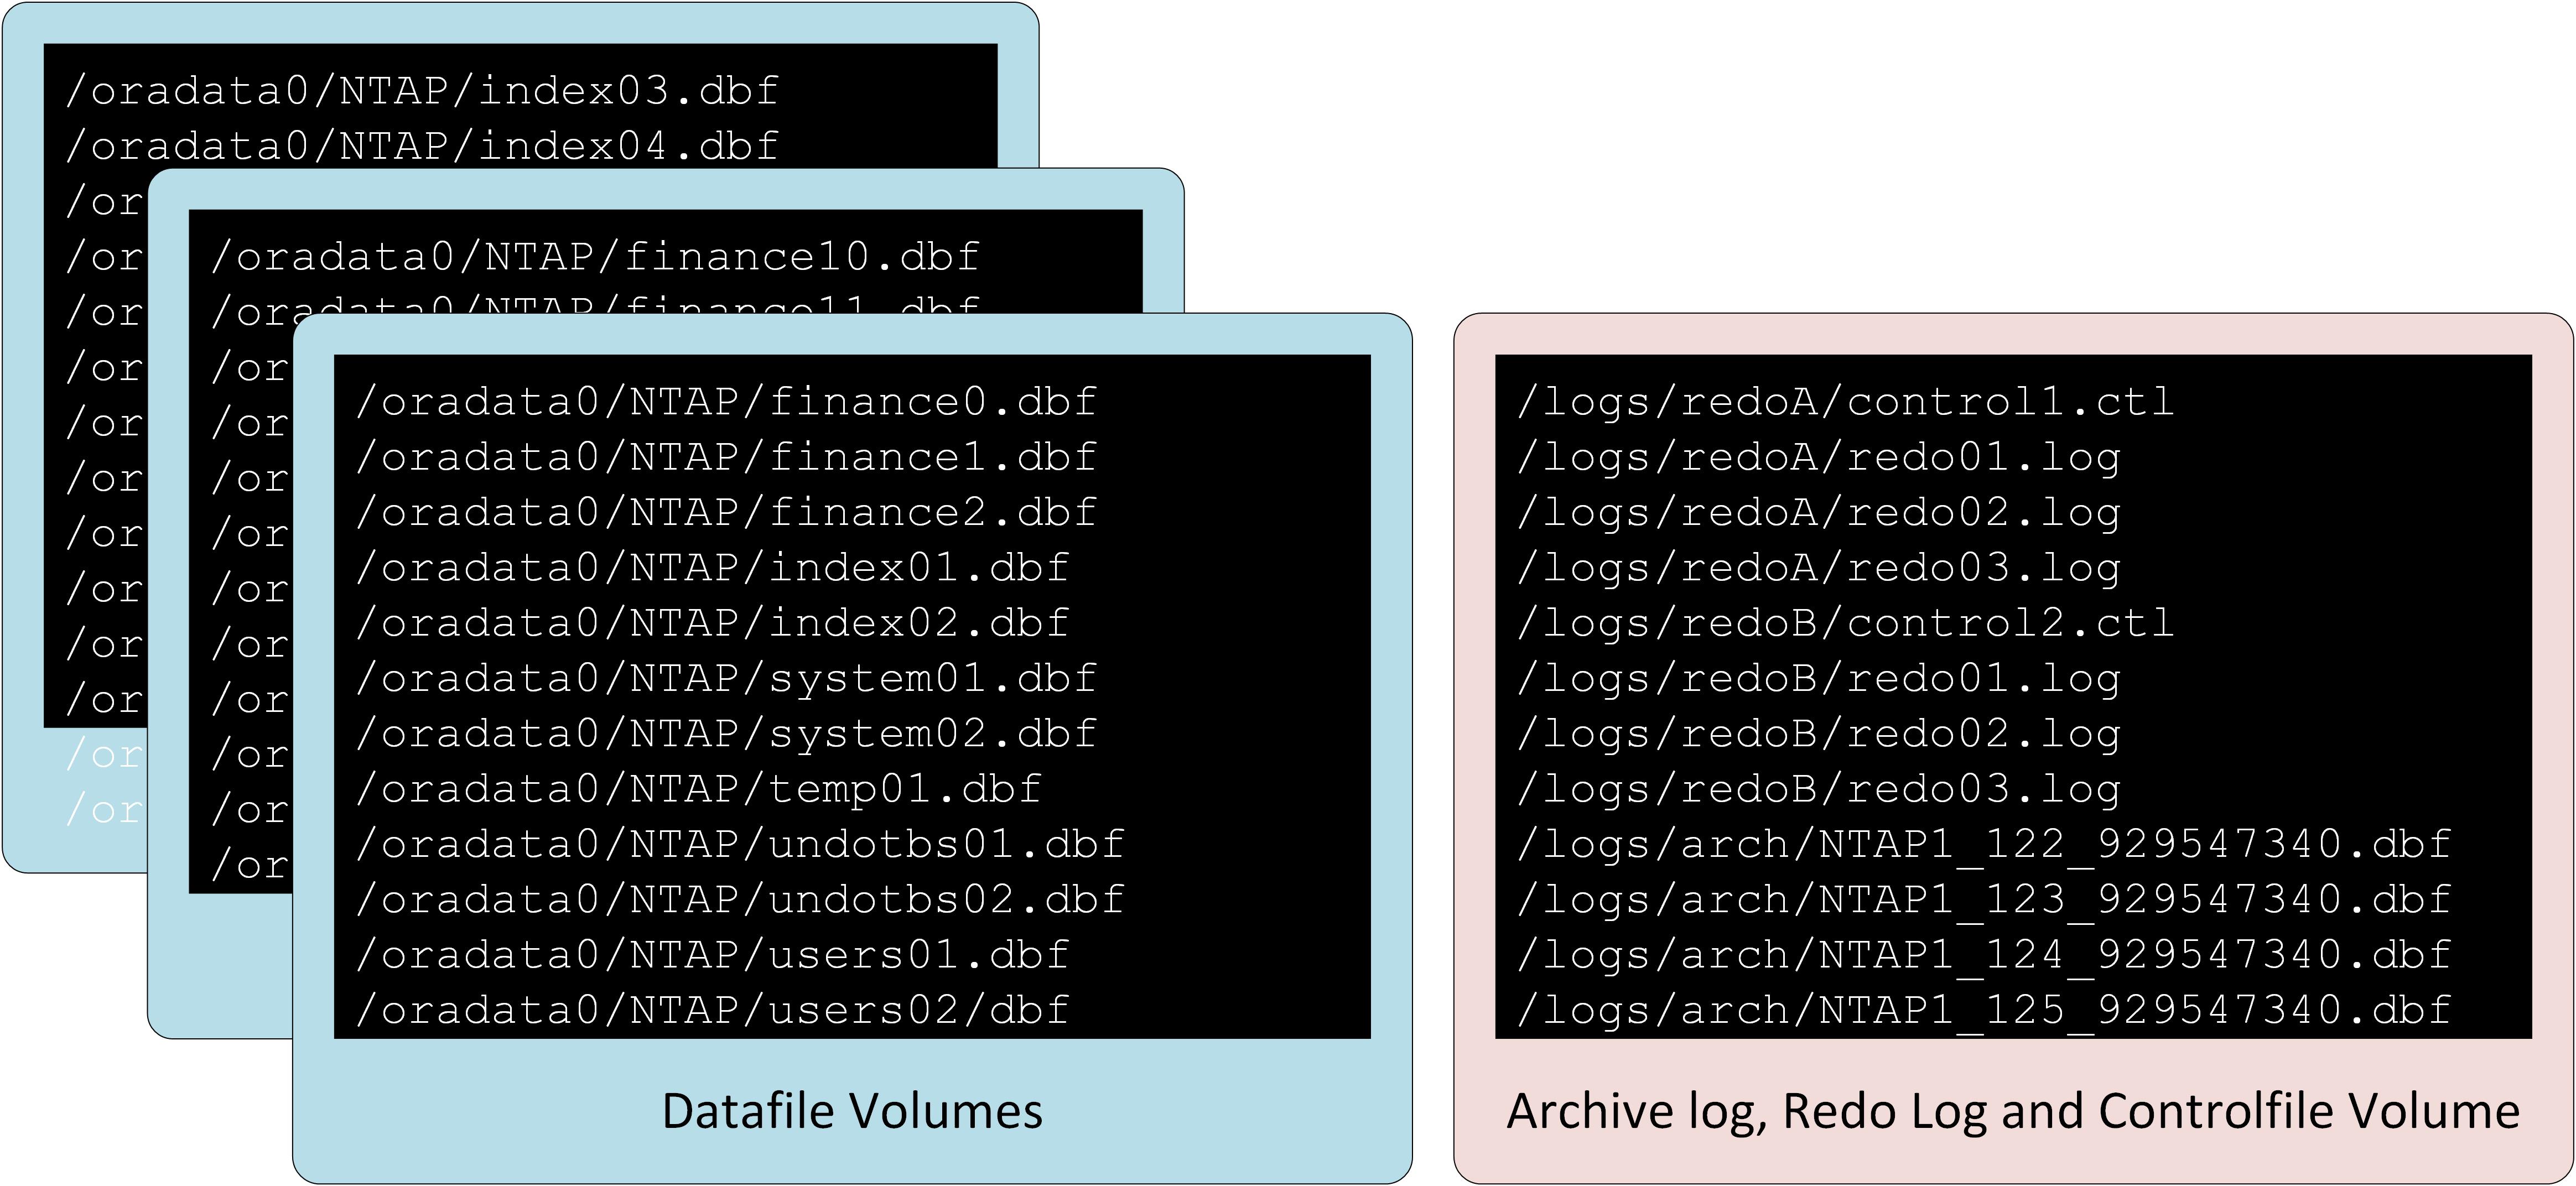 /oradata0/NTAP/index03.dbf
/oradata0/NTAP/index04.dbf
/or
/or
/or
/or
/or
/or
/or
/or
/or
/or
/or
/or
/oradata0/NTAP/finance10.dbf
/oradata0/NTAP/finance11.dbf
/or
/or
/or
/or
/or
/or
/or
/or
/or
/or
/oradata0/NTAP/finance0.dbf
/oradata0/NTAP/finance1.dbf
/oradata0/NTAP/finance2.dbf
/oradata0/NTAP/index01.dbf
/oradata0/NTAP/index02.dbf
/oradata0/NTAP/system01.dbf
/oradata0/NTAP/system02.dbf
/oradata0/NTAP/temp01.dbf
/oradata0/NTAP/undotbs01.dbf
/oradata0/NTAP/undotbs02.dbf
/oradata0/NTAP/users01.dbf
/oradata0/NTAP/users02/dbf
Datafile Volumes
/logs/redoA/control1.ctl
/logs/redoA/redo01.log
/logs/redoA/redo02.log
/logs/redoA/redo03.log
/logs/redoB/control2.ctl
/logs/redoB/redo01.log
/logs/redoB/redo02.log
/logs/redoB/redo03.log
/logs/arch/NTAP1_122_929547340.dbf
/logs/arch/NTAP1_123_929547340.dbf
/logs/arch/NTAP1_124_929547340.dbf
/logs/arch/NTAP1_125_929547340.dbf
Archive log, Redo Log and Controlfile Volume